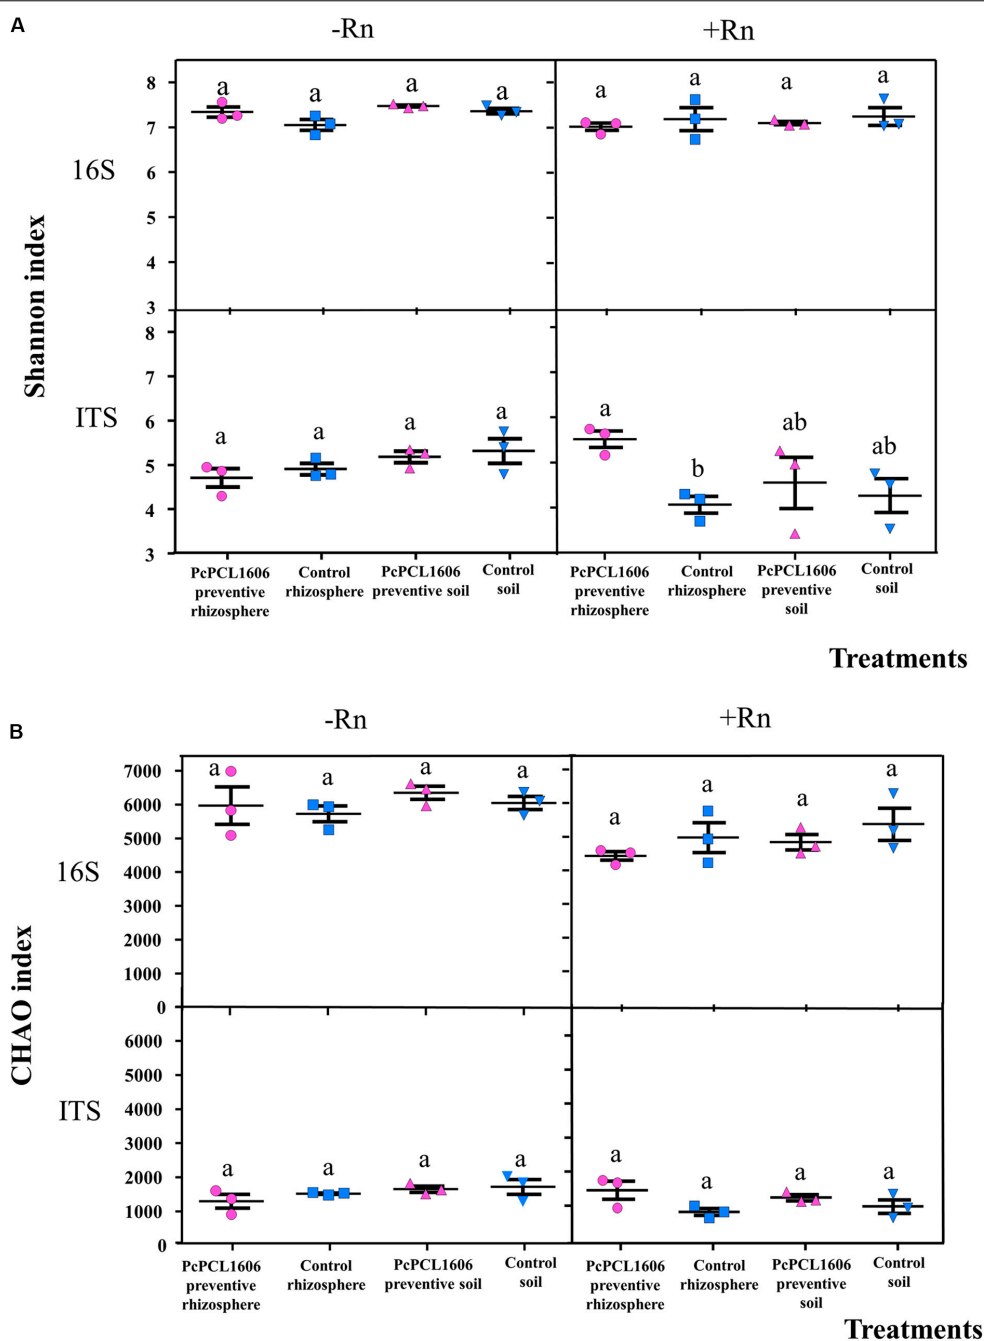 A
-Rn
+Rn
8
7
6
5
4
3
16S
a
a
a
a
a
a
a
a
Shannon index
8
7
6
5
4
3
ITS
a
a
a
a
a
b
ab
ab
PcPCL1606
preventive
rhizosphere
Control
rhizosphere
PcPCL1606
preventive soil
Control
soil
PcPCL1606
preventive
rhizosphere
Control
rhizosphere
PcPCL1606
preventive
soil
Control
soil
Treatments
B
-Rn
+Rn
7000
6000
5000
4000
3000
2000
1000
0
16S
a
a
a
a
a
a
a
a
CHAO index
6000
5000
4000
3000
2000
1000
0
ITS
a
a
a
a
a
a
a
a
PcPCL1606
preventive
rhizosphere
Control
rhizosphere
PcPCL1606
preventive soil
Control
soil
PcPCL1606
preventive
rhizosphere
Control
rhizosphere
PcPCL1606
preventive
soil
Control
soil
Treatments